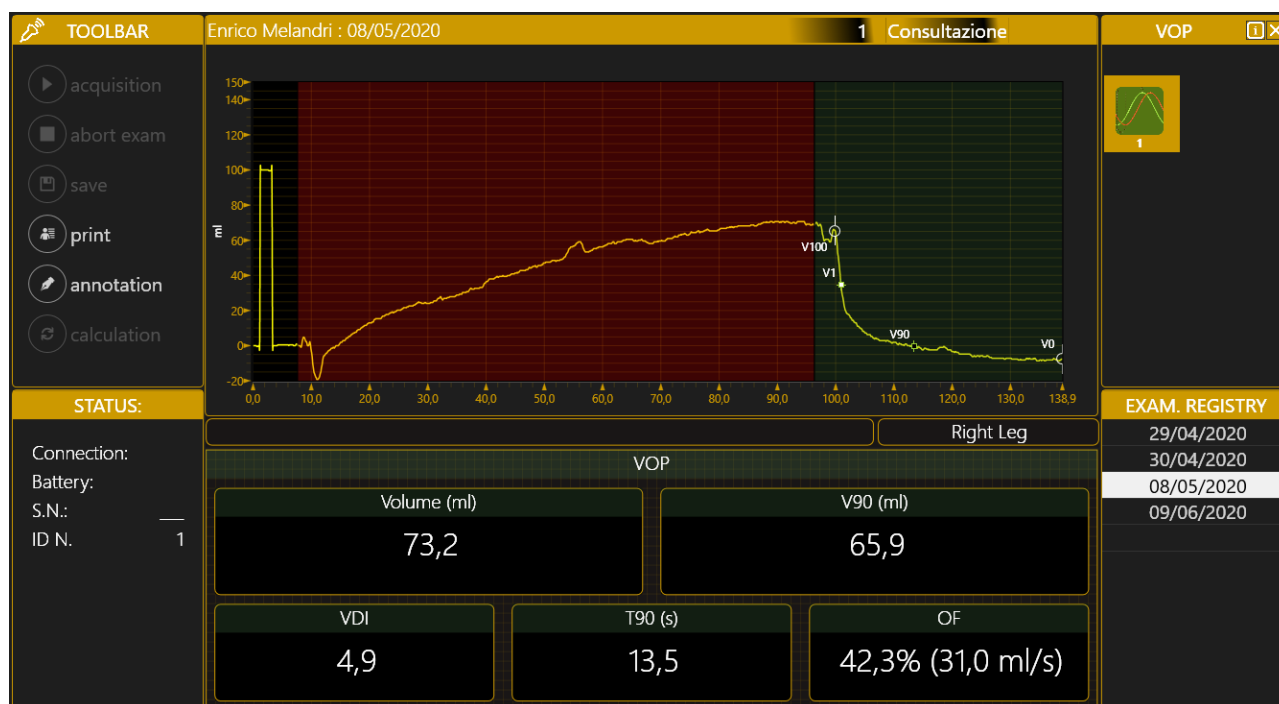 TOOLBAR
acquisition
abort exam
save
print
annotation
calculation
STATUS:
Connection:
Battery:
S.N.: __
ID N. 1
Enrico Melandri : 08/05/2020 1 Consultazione
150
140
120
100
80
60
40
20
0
-20
ml
0,0 10,0 20,0 30,0 40,0 50,0 60,0 70,0 80,0 90,0 100,0 110,0 120,0 130,0 138,9
V100
V1
V90
V0
Right Leg
VOP
Volume (ml) V90 (ml)
73,2 65,9
VDI T90 (s) OF
4,9 13,5 42,3% (31,0 ml/s)
VOP i
1
EXAM. REGISTRY
29/04/2020
30/04/2020
08/05/2020
09/06/2020